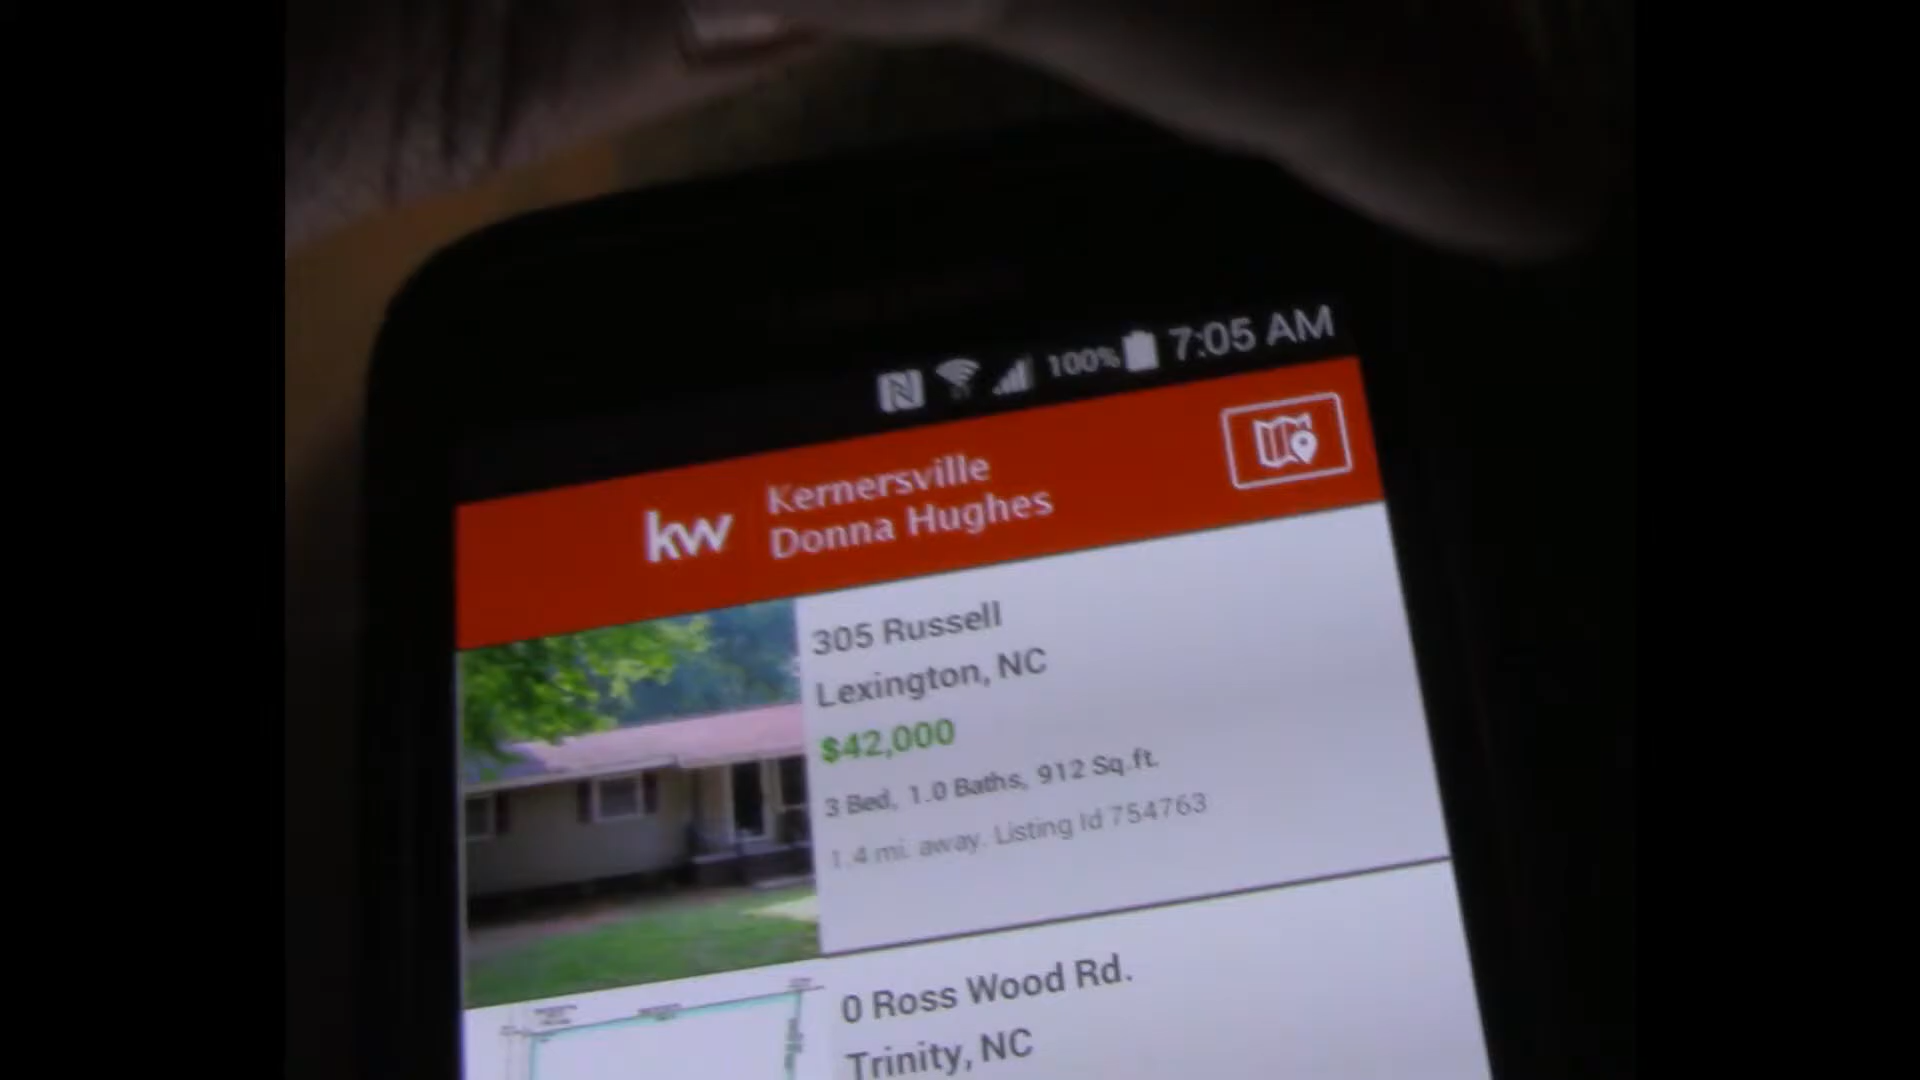 100% 7:05 AM
kw Kernersville
Donna Hughes
305 Russell
Lexington, NC
$42,000
3 Bed, 1.0 Baths, 912 Sq.ft.
1.4 mi. away. Listing Id 754763
0 Ross Wood Rd.
Trinity, NC